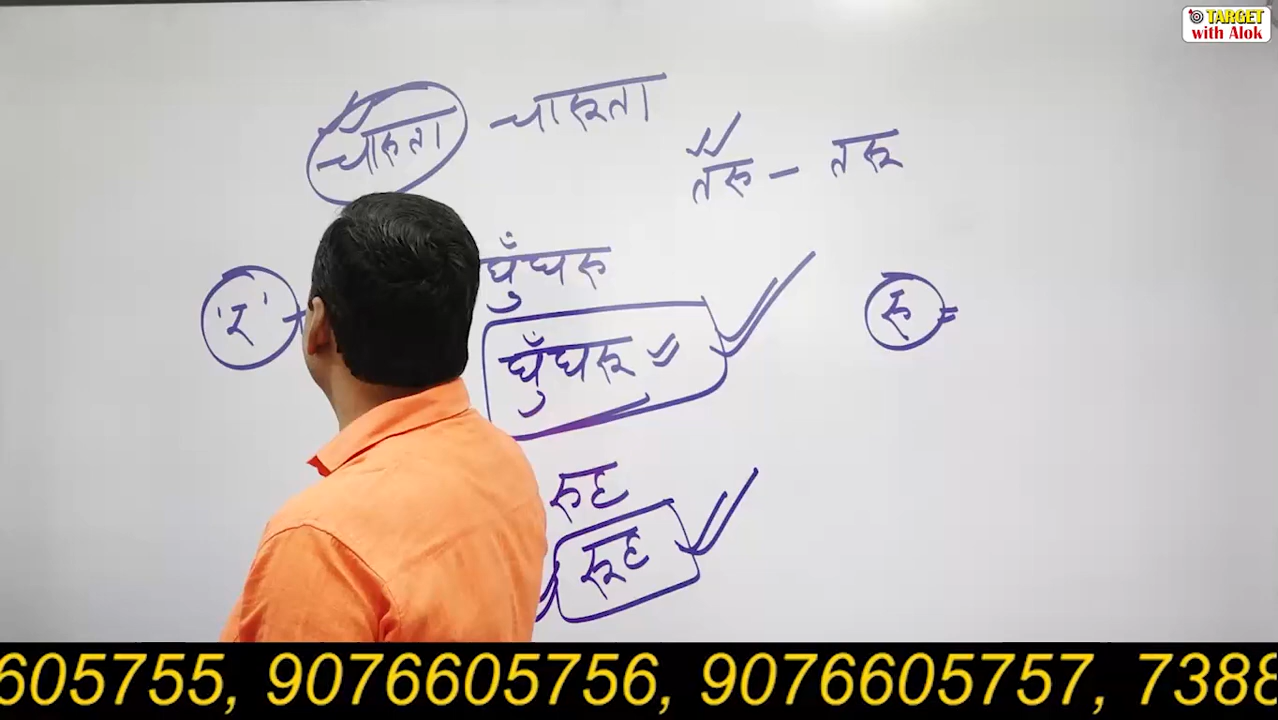 TARGET
with Alok
चारुता - चारूता
तरु - तरू
'र' -
घुँघरु
घुँघरू
रु =
रुह
रूह
605755, 9076605756, 9076605757, 7388